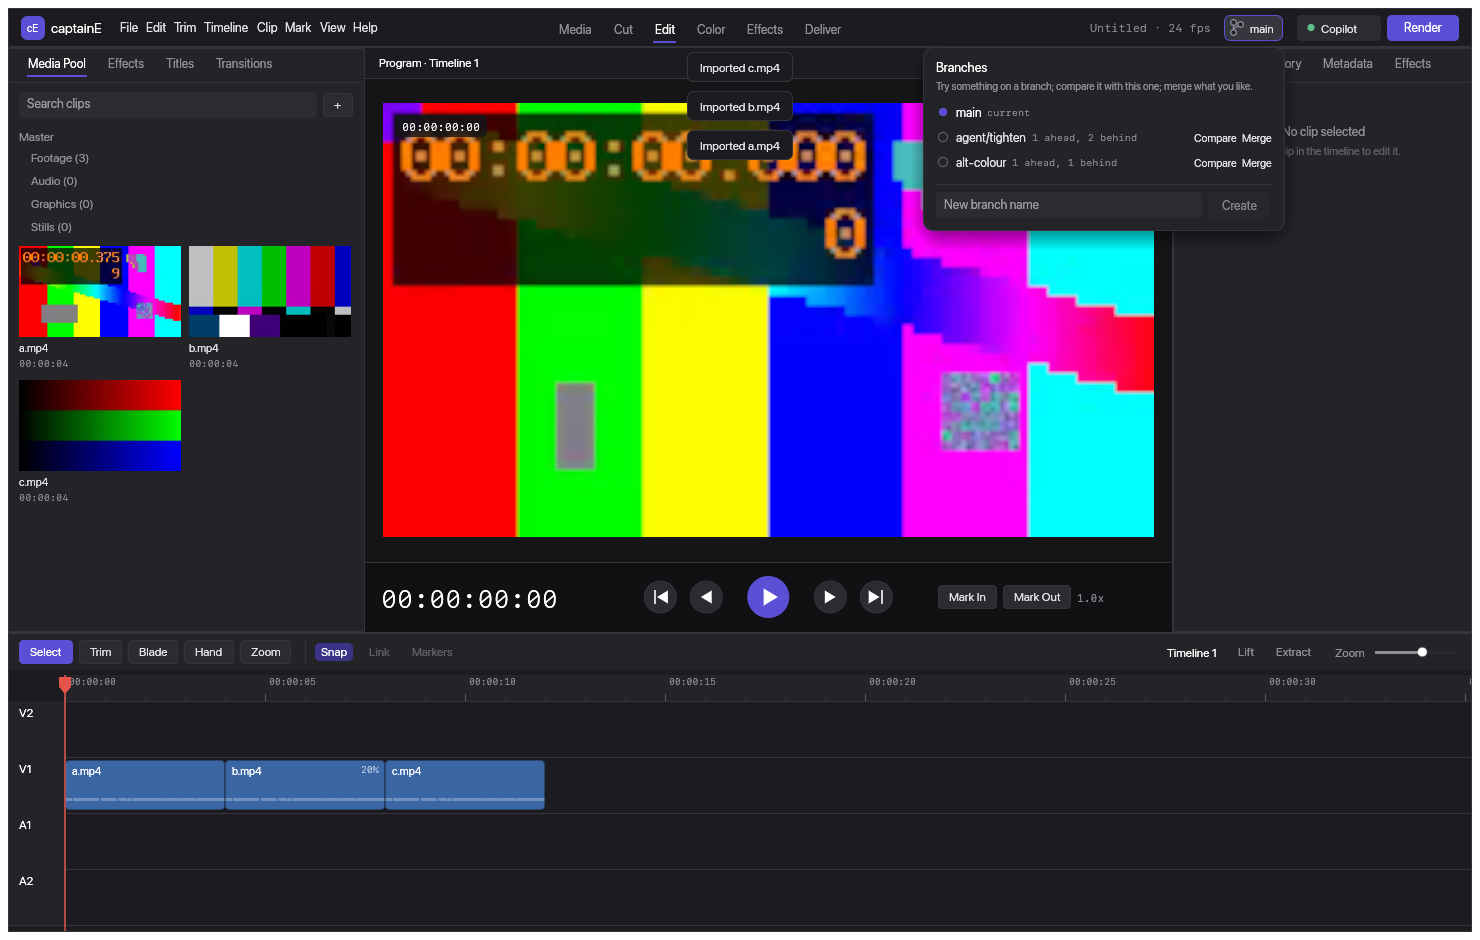 cE captainE File Edit Trim Timeline Clip Mark View Help Media Cut Edit Color Effects Deliver Untitled · 24 fps main Copilot Render
Media Pool Effects Titles Transitions
Search clips +
Master
Footage (3)
Audio (0)
Graphics (0)
Stills (0)
00:00:00.375
9
a.mp4
00:00:04
b.mp4
00:00:04
c.mp4
00:00:04
Program · Timeline 1
Imported c.mp4
Imported b.mp4
Imported a.mp4
00:00:00:00
00:00:00.000
0
Branches
Try something on a branch; compare it with this one; merge what you like.
main current
agent/tighten 1 ahead, 2 behind Compare Merge
alt-colour 1 ahead, 1 behind Compare Merge
New branch name Create
ory Metadata Effects
No clip selected
ip in the timeline to edit it.
00:00:00:00 Mark In Mark Out 1.0x
Select Trim Blade Hand Zoom Snap Link Markers Timeline 1 Lift Extract Zoom
00:00:00 00:00:05 00:00:10 00:00:15 00:00:20 00:00:25 00:00:30
V2
V1 a.mp4 b.mp4 20% c.mp4
A1
A2